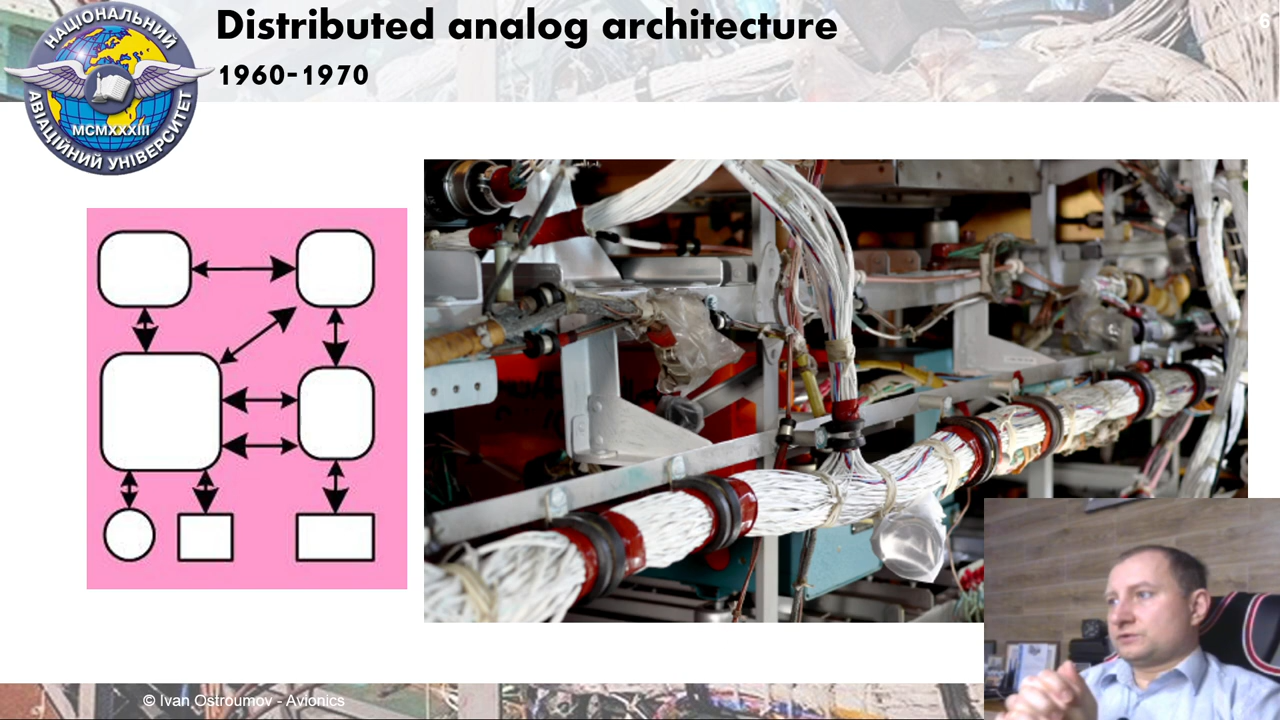 Distributed analog architecture
6
1960-1970
НАЦІОНАЛЬНИЙ
MCMXXXIII
АВІАЦІЙНИЙ УНІВЕРСИТЕТ
© Ivan Ostroumov - Avionics